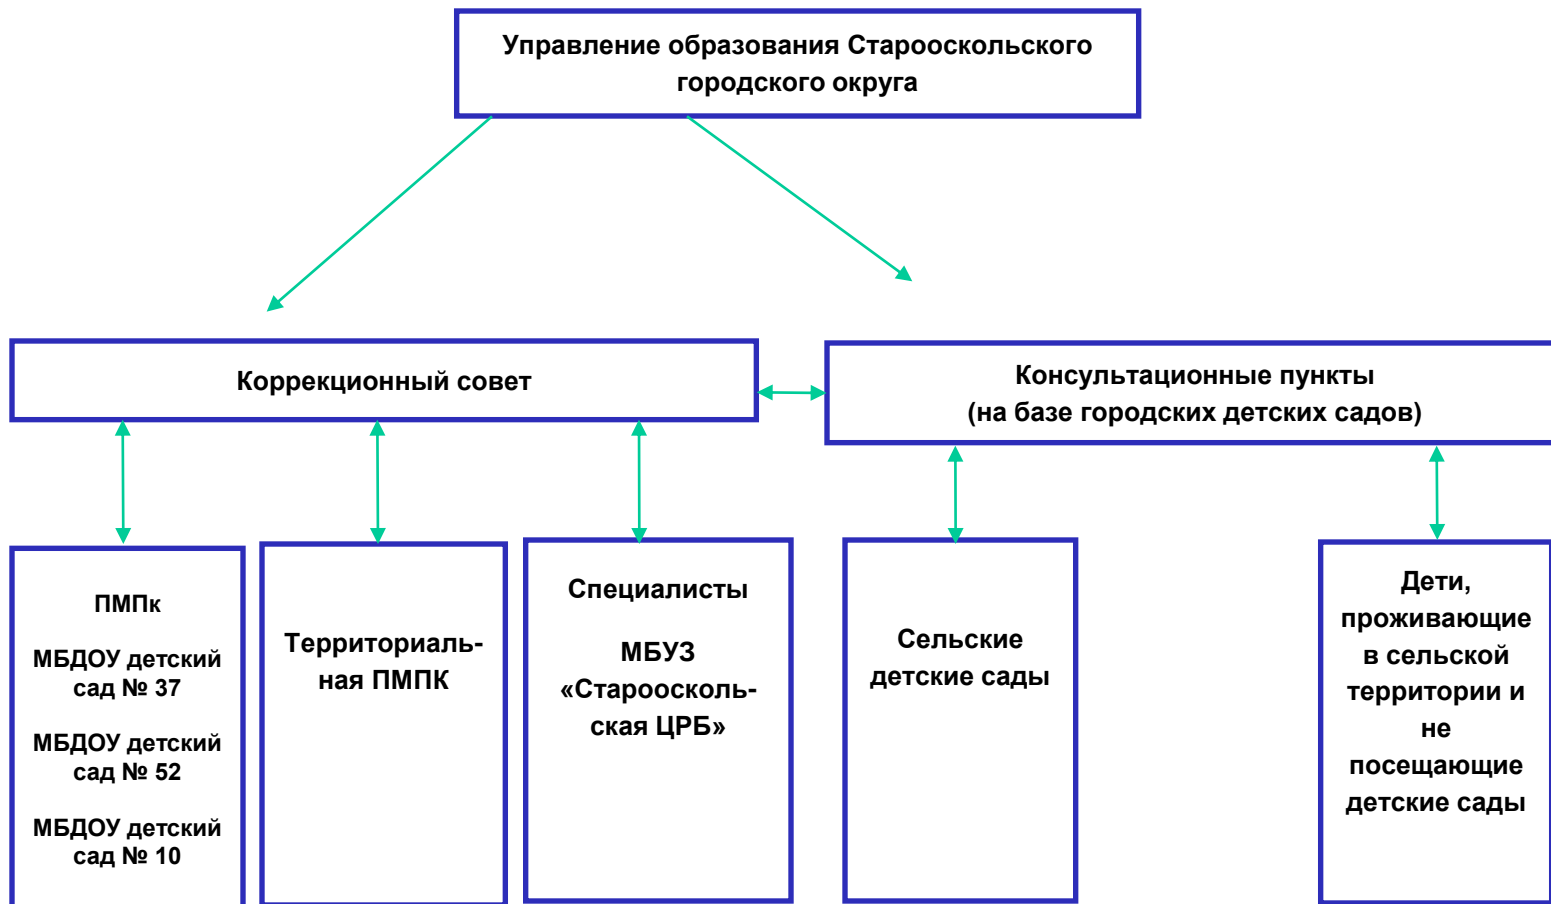 Управление образования Старооскольского
городского округа
Коррекционный совет
Консультационные пункты
(на базе городских детских садов)
ПМПк
МБДОУ детский
сад № 37
МБДОУ детский
сад № 52
МБДОУ детский
сад № 10
Территориаль-
ная ПМПК
Специалисты
МБУЗ
«Староосколь-
ская ЦРБ»
Сельские
детские сады
Дети,
проживающие
в сельской
территории и
не
посещающие
детские сады